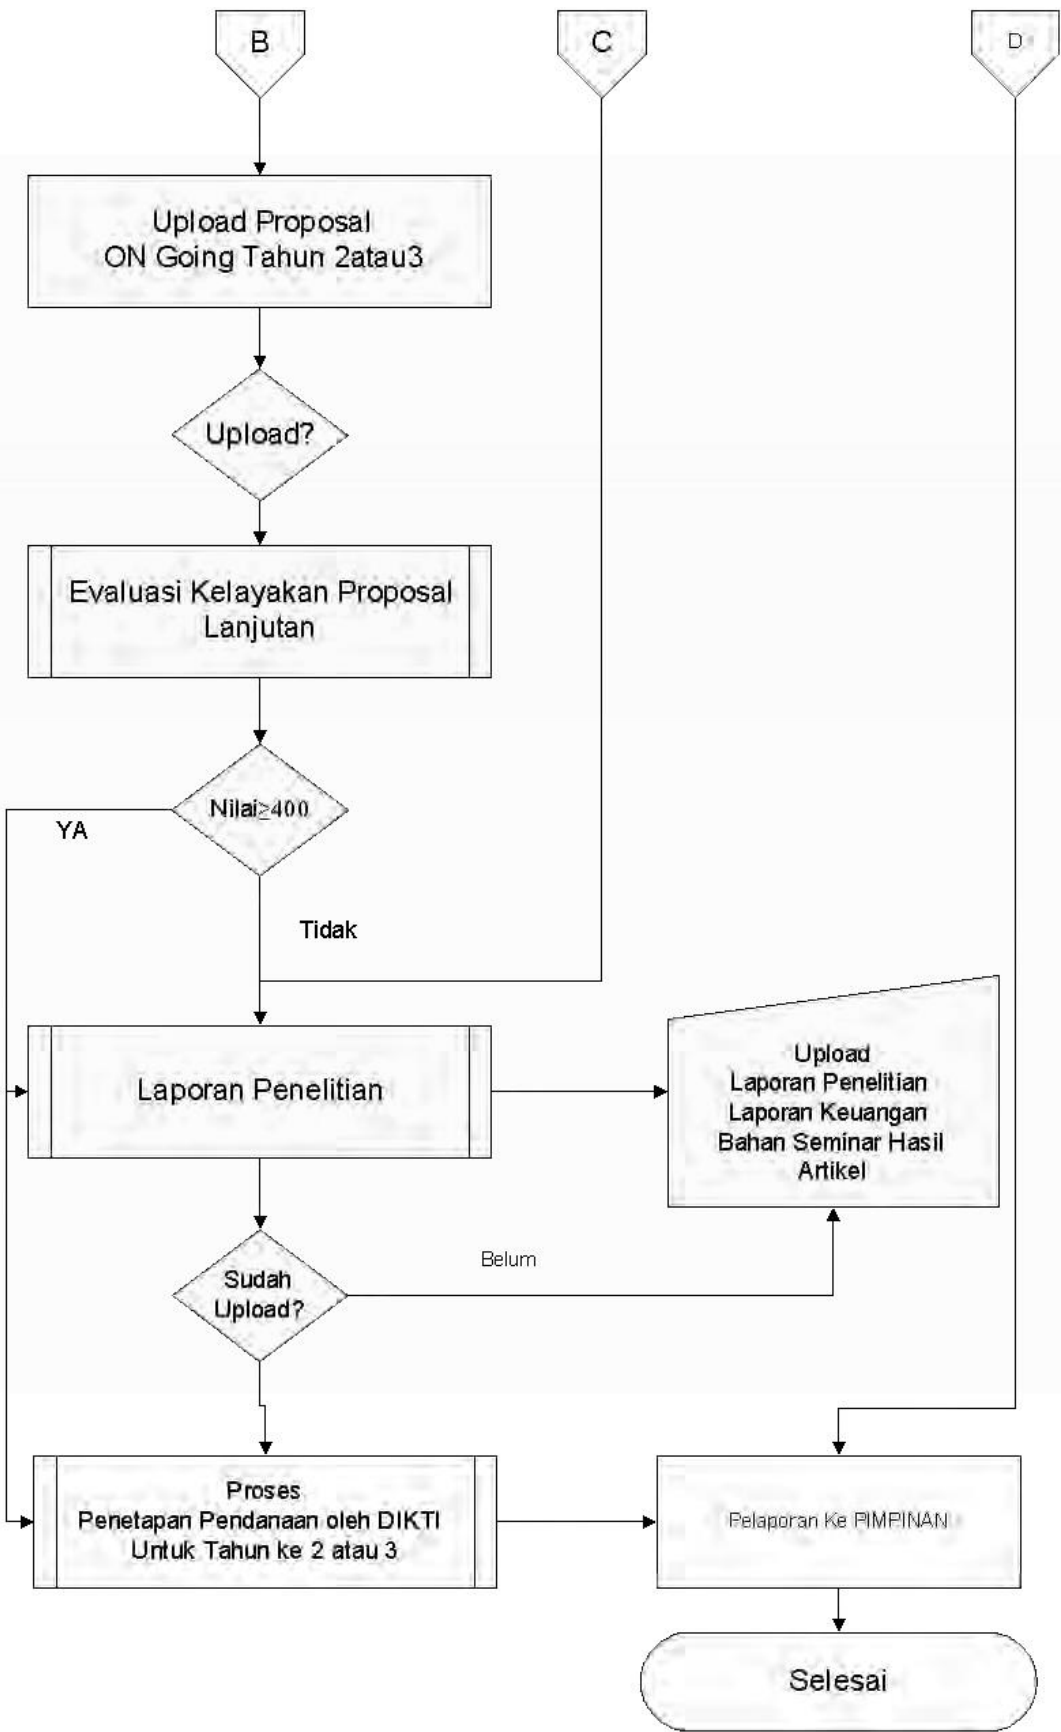 B
C
D
Upload Proposal
ON Going Tahun 2atau3
Upload?
Evaluasi Kelayakan Proposal
Lanjutan
Nilai≥400
YA
Tidak
Laporan Penelitian
Upload
Laporan Penelitian
Laporan Keuangan
Bahan Seminar Hasil
Artikel
Sudah
Upload?
Belum
Proses
Penetapan Pendanaan oleh DIKTI
Untuk Tahun ke 2 atau 3
Pelaporan Ke PIMPINAN
Selesai